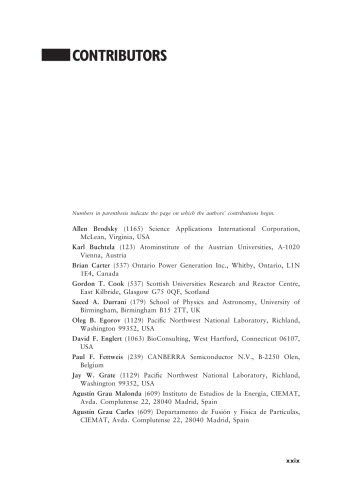 CONTRIBUTORS
Numbers in parenthesis indicate the page on which the authors' contributions begin.
Allen Brodsky (1165) Science Applications International Corporation,
McLean, Virginia, USA
Karl Buchtela (123) Atominstitute of the Austrian Universities, A-1020
Vienna, Austria
Brian Carter (537) Ontario Power Generation Inc., Whitby, Ontario, L1N
1E4, Canada
Gordon T. Cook (537) Scottish Universities Research and Reactor Centre,
East Kilbride, Glasgow G75 0QF, Scotland
Saeed A. Durrani (179) School of Physics and Astronomy, University of
Birmingham, Birmingham B15 2TT, UK
Oleg B. Egorov (1129) Pacific Northwest National Laboratory, Richland,
Washington 99352, USA
David F. Englert (1063) BioConsulting, West Hartford, Connecticut 06107,
USA
Paul F. Fettweis (239) CANBERRA Semiconductor N.V., B-2250 Olen,
Belgium
Jay W. Grate (1129) Pacific Northwest National Laboratory, Richland,
Washington 99352, USA
Agustín Grau Malonda (609) Instituto de Estudios de la Energía, CIEMAT,
Avda. Complutense 22, 28040 Madrid, Spain
Agustín Grau Carles (609) Departamento de Fusión y Física de Partículas,
CIEMAT, Avda. Complutense 22, 28040 Madrid, Spain
xxix